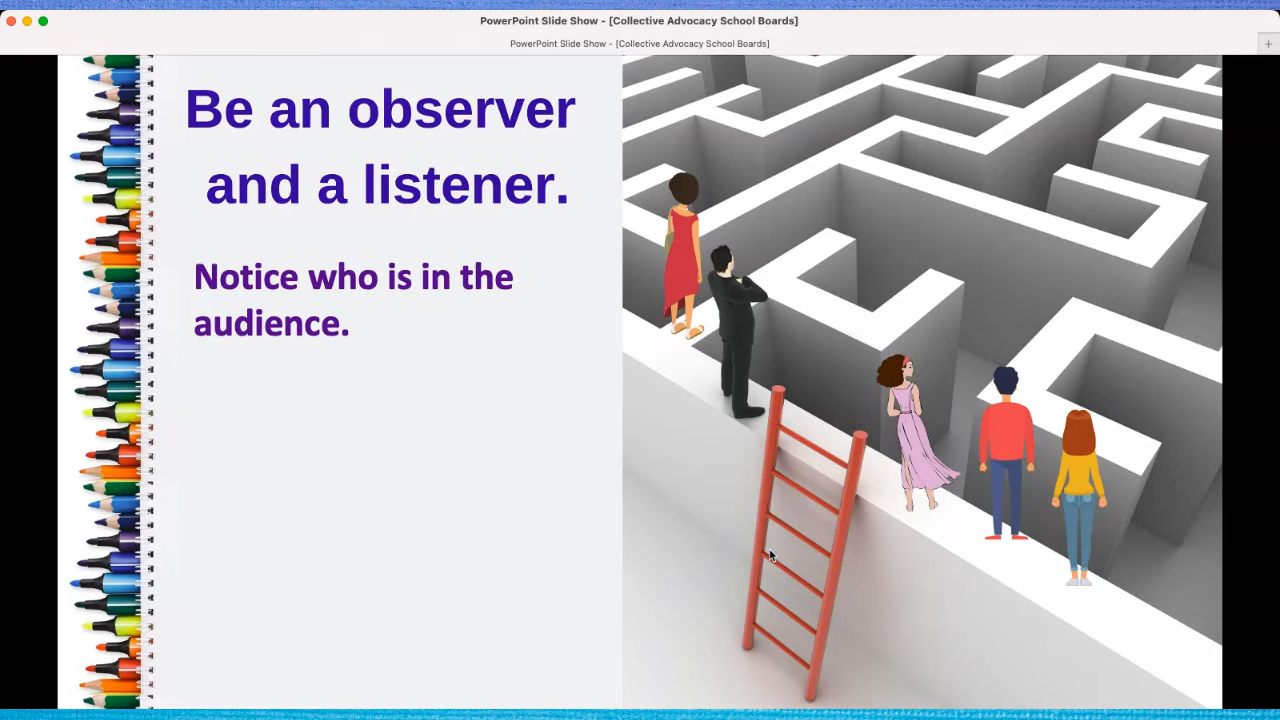 PowerPoint Slide Show - [Collective Advocacy School Boards]
PowerPoint Slide Show - [Collective Advocacy School Boards]
+
Be an observer
and a listener.
Notice who is in the
audience.